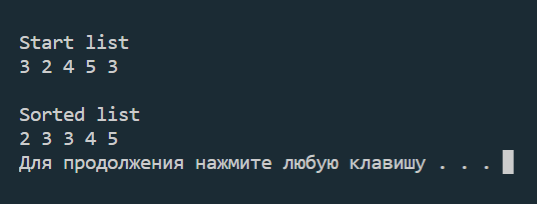 Start list
3 2 4 5 3
Sorted list
2 3 3 4 5
Для продолжения нажмите любую клавишу . . .